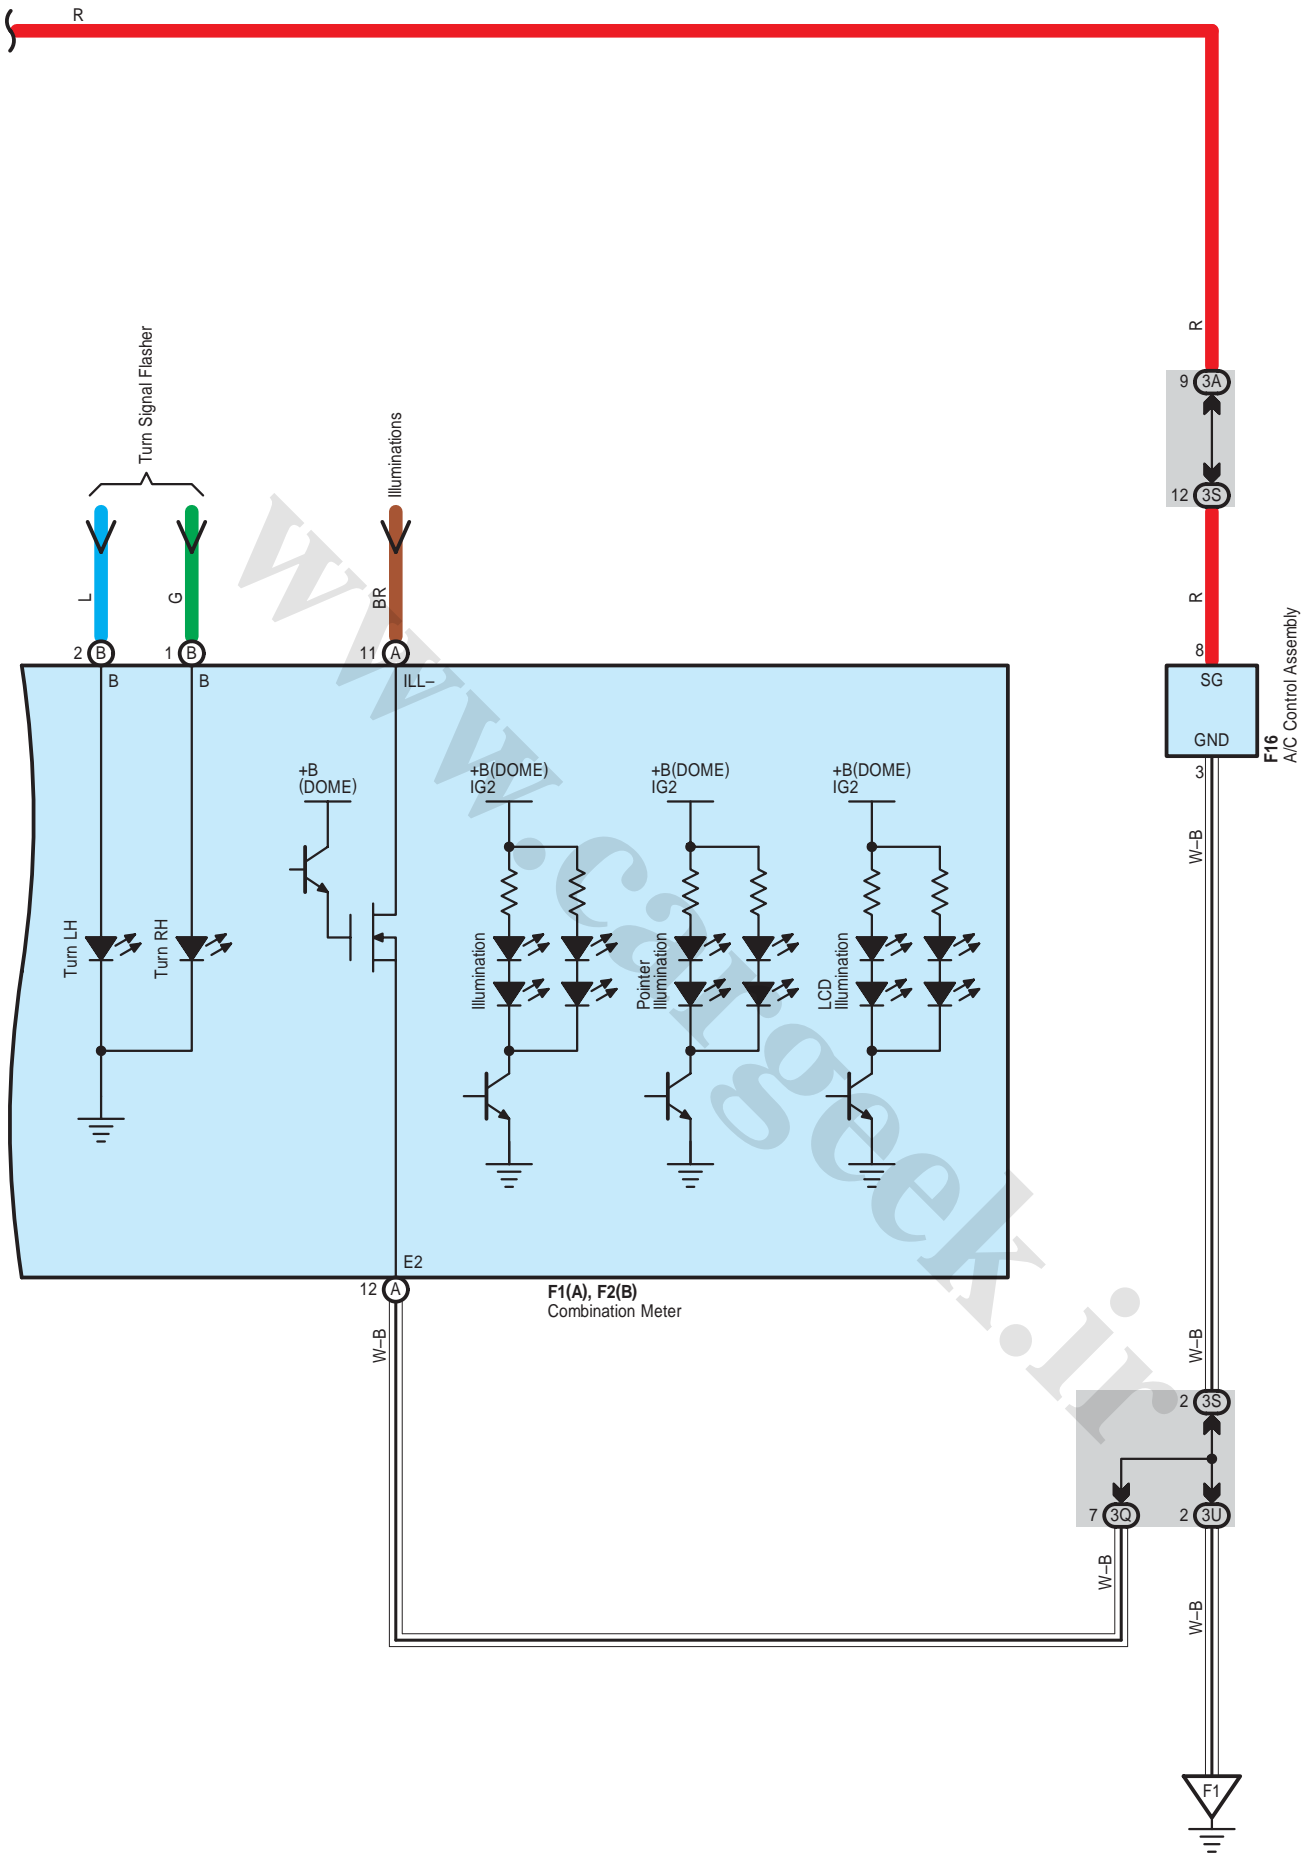 R
R
9 3A
12 3S
R
8
SG
GND
F16
A/C Control Assembly
3
W–B
Turn Signal Flasher
Illuminations
L
G
BR
2 B
1 B
11 A
B
B
ILL–
+B
(DOME)
+B(DOME)
IG2
+B(DOME)
IG2
+B(DOME)
IG2
Turn LH
Turn RH
Illumination
Pointer
Illumination
LCD
Illumination
E2
12 A
F1(A), F2(B)
Combination Meter
W–B
W–B
2 3S
7 3Q
2 3U
W–B
W–B
F1
www.cargeek.ir